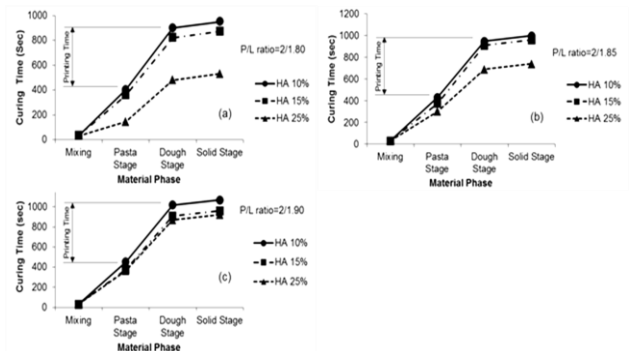 1000
800
600
400
200
0
Curing Time (Sec)
Printing Time
P/L ratio=2/1.80
HA 10%
HA 15%
HA 25%
(a)
Mixing
Pasta Stage
Dough Stage
Solid Stage
Material Phase
1200
1000
800
600
400
200
0
Curing Time (sec)
Printing Time
P/L ratio=2/1.85
HA 10%
HA 15%
HA 25%
(b)
Mixing
Pasta Stage
Dough Stage
Solid Stage
Material Phase
1000
800
600
400
200
0
Curing Time (sec)
Printing Time
P/L ratio=2/1.90
HA 10%
HA 15%
HA 25%
(c)
Mixing
Pasta Stage
Dough Stage
Solid Stage
Material Phase